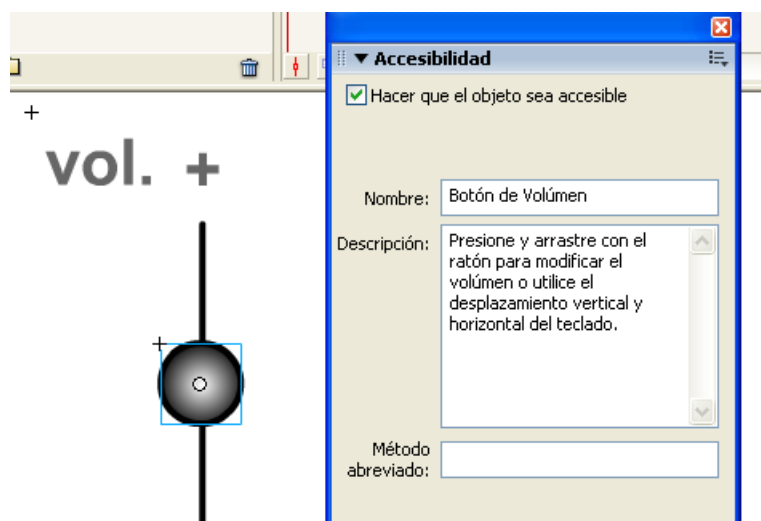 Accesibilidad
Hacer que el objeto sea accesible
vol. +
Nombre:
Botón de Volúmen
Descripción:
Presione y arrastre con el
ratón para modificar el
volúmen o utilice el
desplazamiento vertical y
horizontal del teclado.
Método
abreviado: